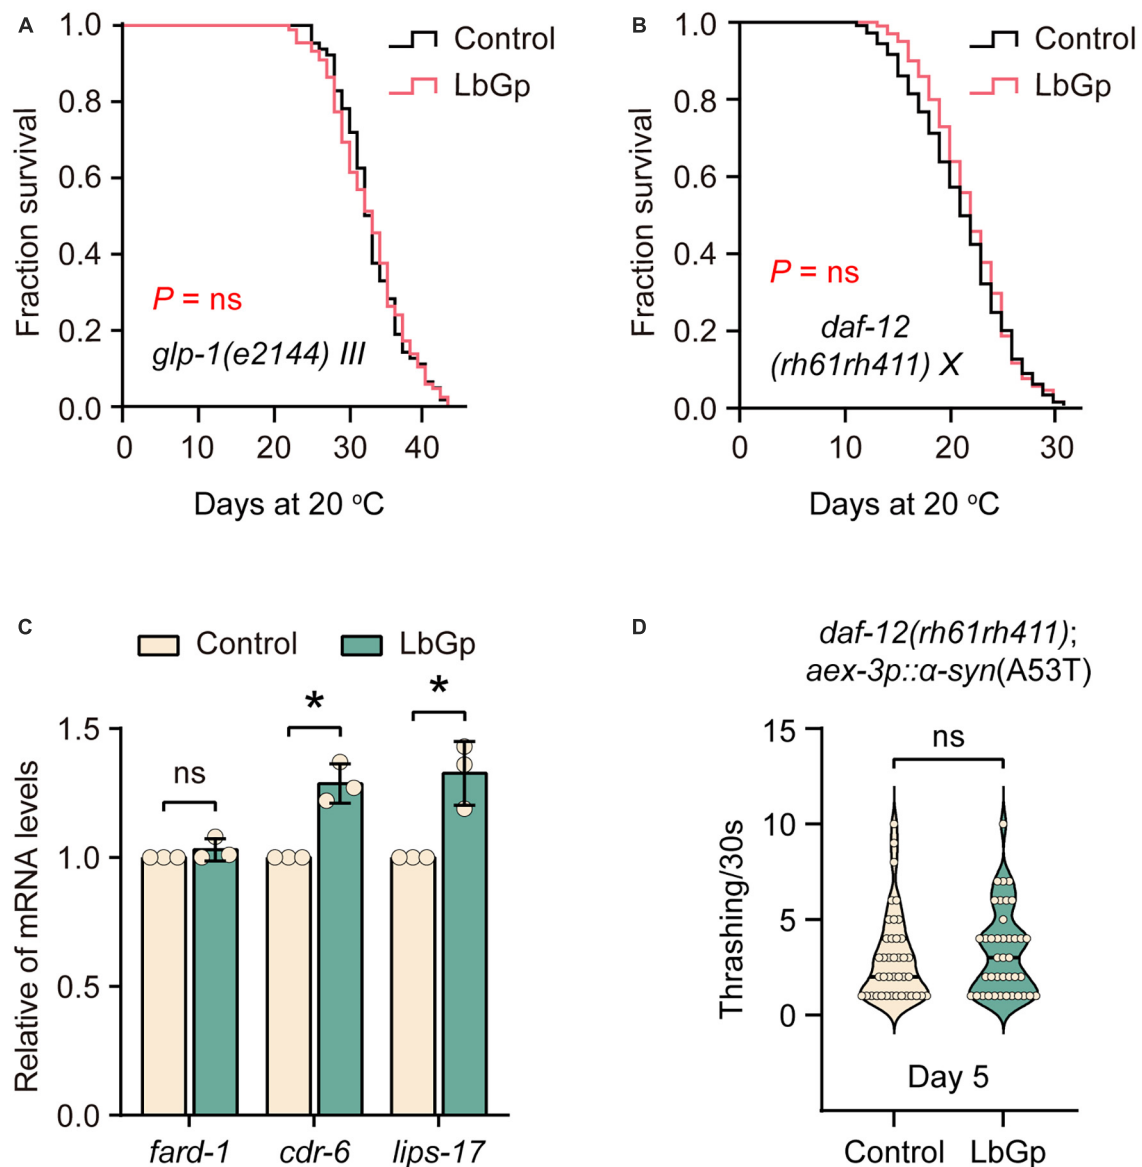 A
Control
LbGp
Fraction survival
1.0
0.8
0.6
0.4
0.2
0.0
P = ns
glp-1(e2144) III
0 10 20 30 40
Days at 20 °C
B
Control
LbGp
Fraction survival
1.0
0.8
0.6
0.4
0.2
0.0
P = ns
daf-12
(rh61rh411) X
0 10 20 30
Days at 20 °C
C
Control LbGp
Relative of mRNA levels
1.5
1.0
0.5
0.0
ns
*
*
fard-1 cdr-6 lips-17
D
daf-12(rh61rh411);
aex-3p::α-syn(A53T)
Thrashing/30s
15
10
5
0
ns
Day 5
Control LbGp